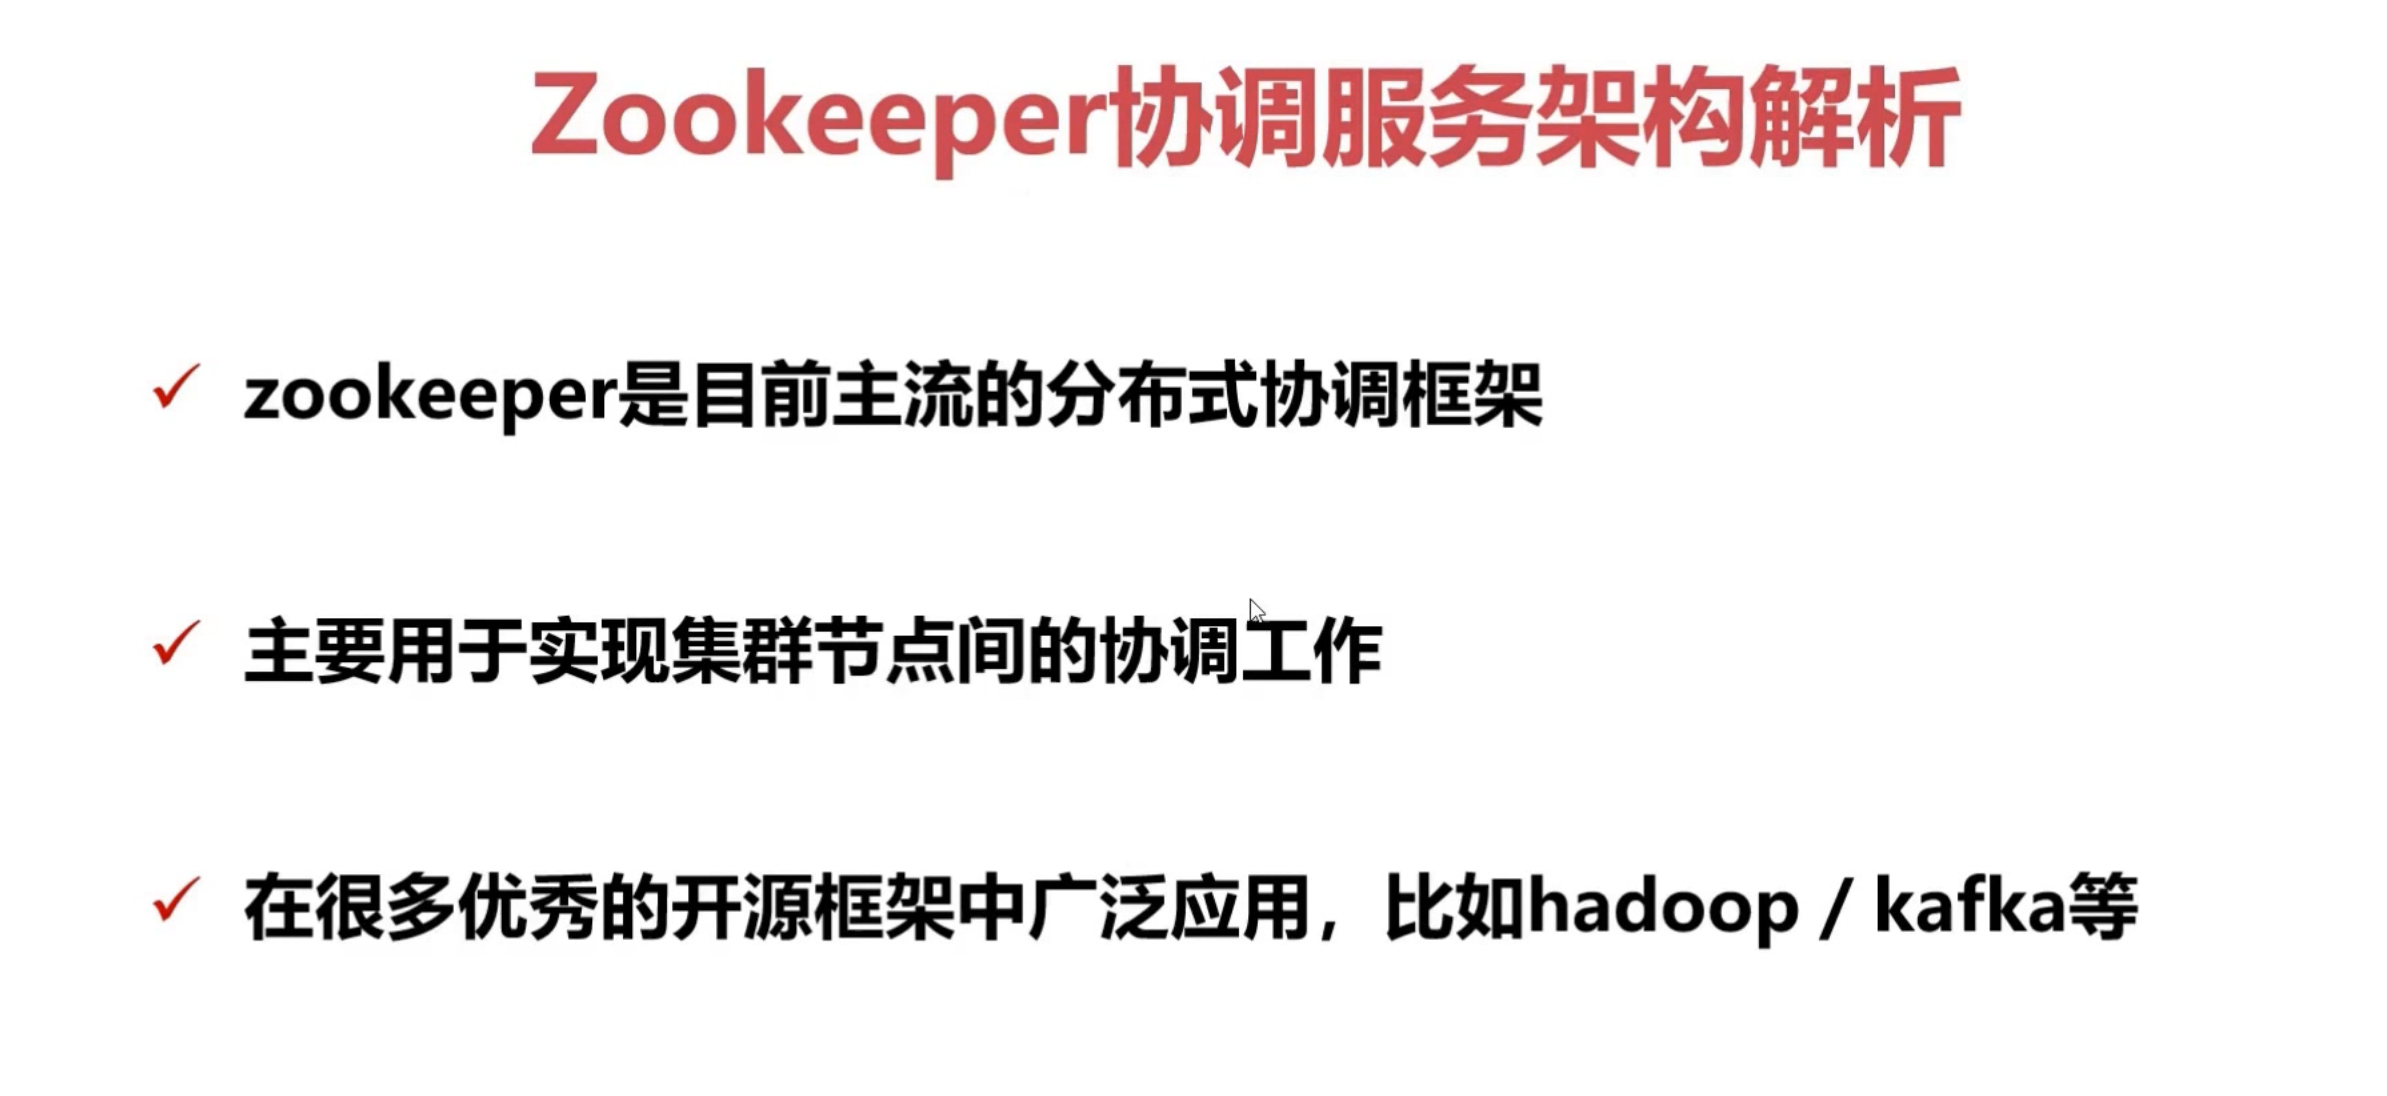 Zookeeper协调服务架构解析
zookeeper是目前主流的分布式协调框架
主要用于实现集群节点间的协调工作
在很多优秀的开源框架中广泛应用，比如hadoop / kafka等